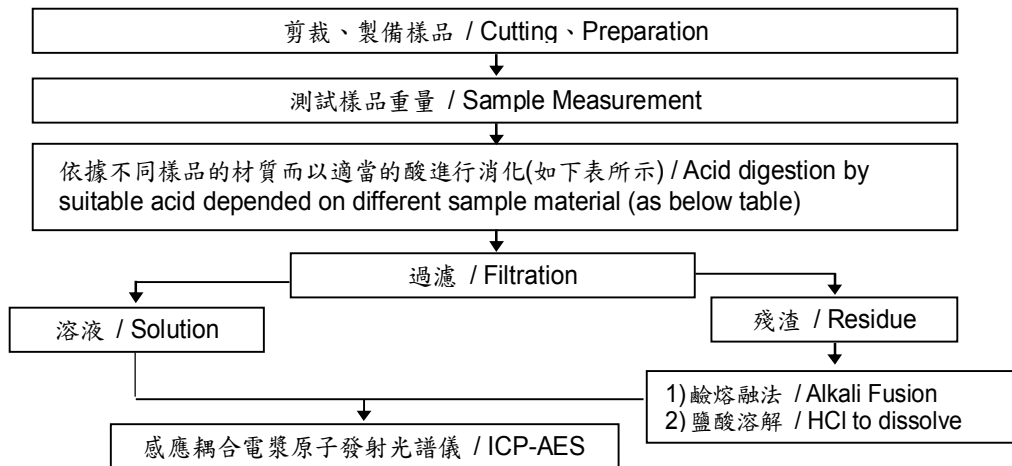 剪裁、製備樣品 / Cutting、Preparation
測試樣品重量 / Sample Measurement
依據不同樣品的材質而以適當的酸進行消化(如下表所示) / Acid digestion by
suitable acid depended on different sample material (as below table)
過濾 / Filtration
溶液 / Solution
殘渣 / Residue
1)鹼熔融法 / Alkali Fusion
2)鹽酸溶解 / HCl to dissolve
感應耦合電漿原子發射光譜儀 / ICP-AES